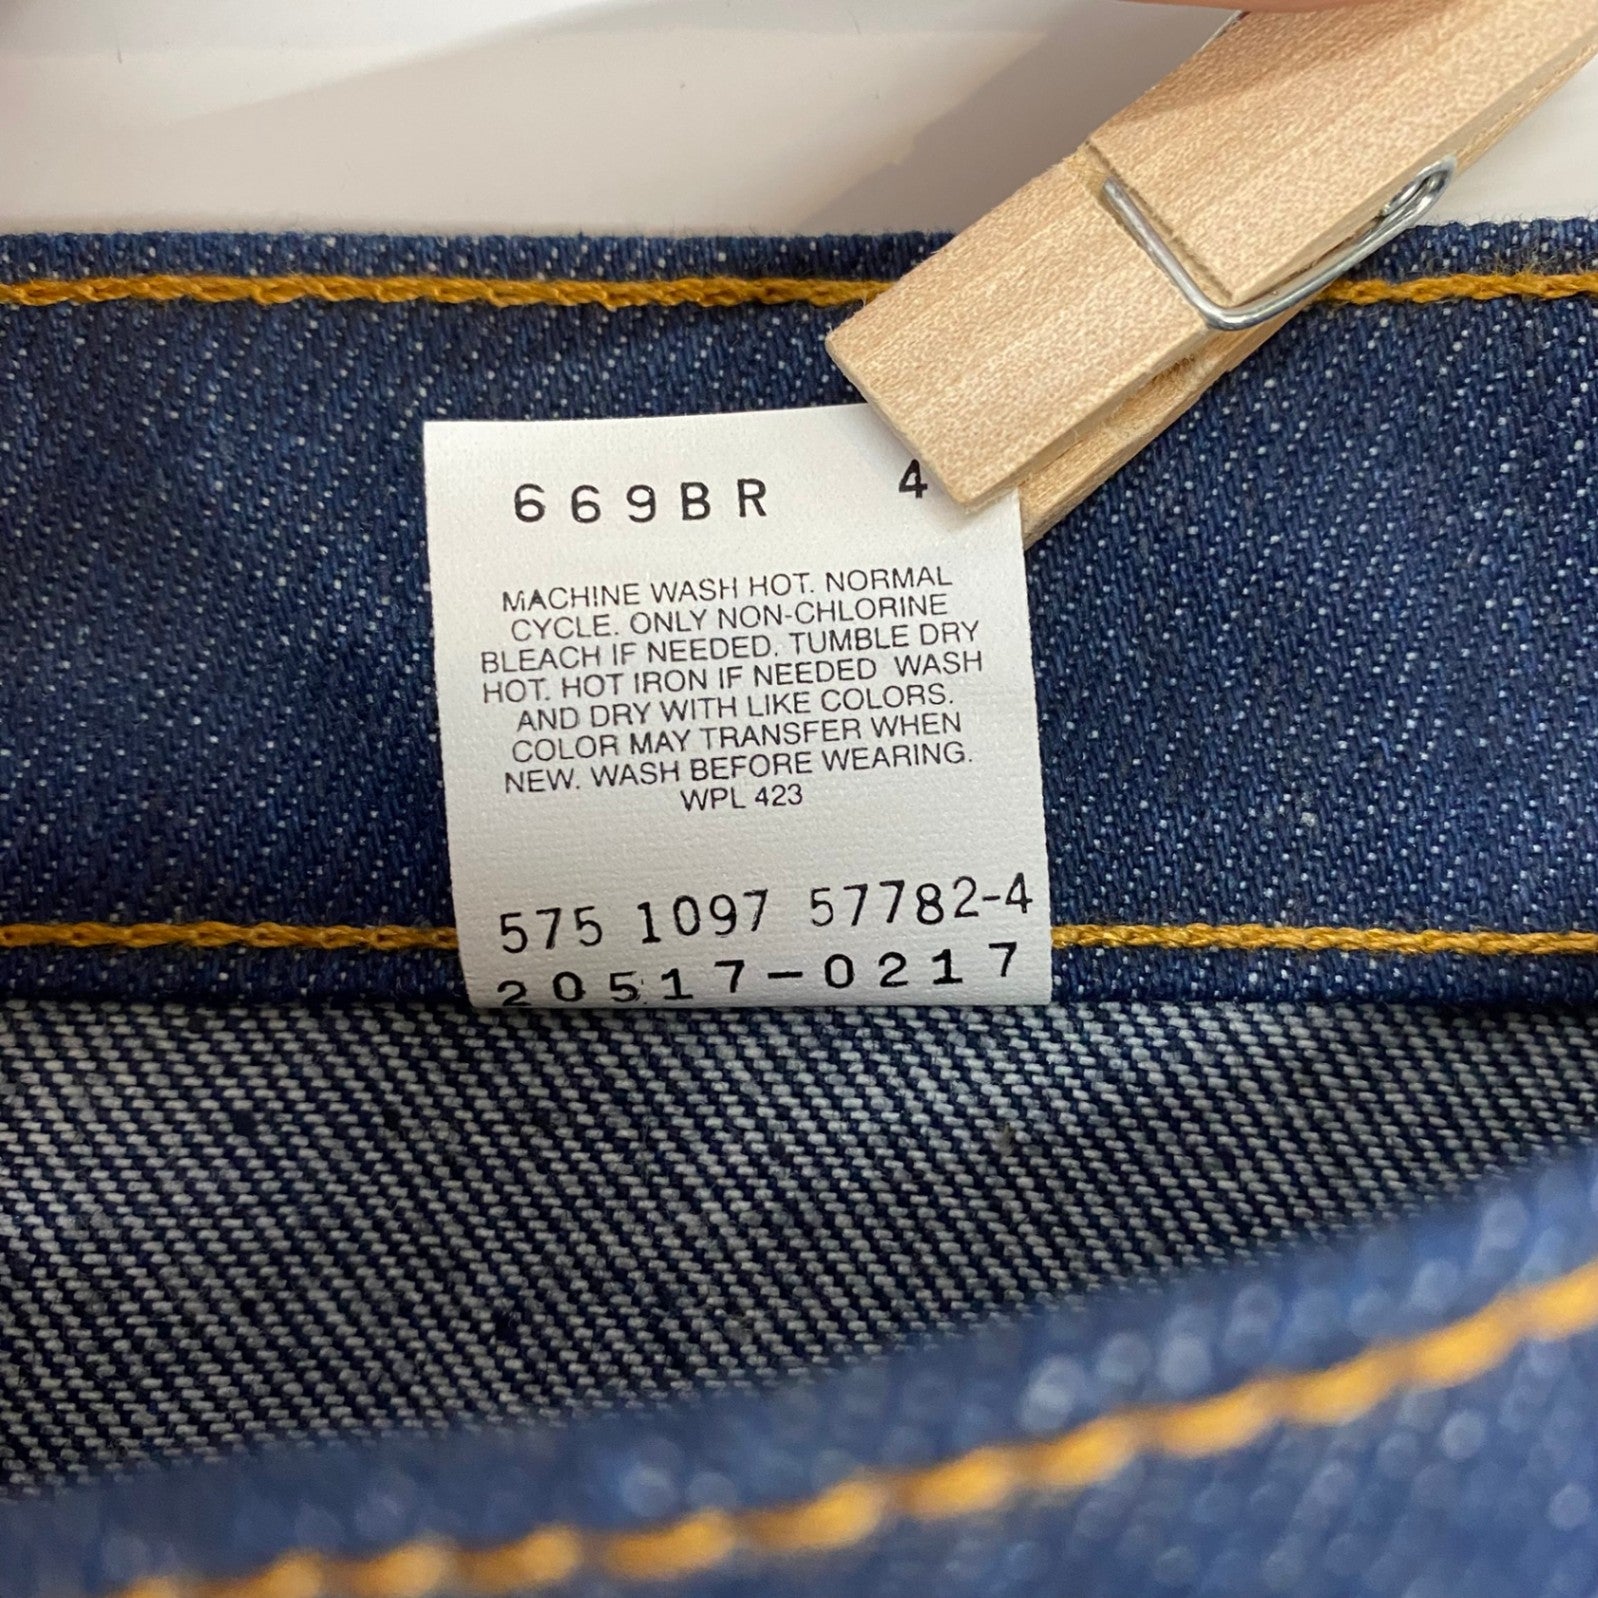 669BR 4
MACHINE WASH HOT. NORMAL
CYCLE. ONLY NON-CHLORINE
BLEACH IF NEEDED. TUMBLE DRY
HOT. HOT IRON IF NEEDED WASH
AND DRY WITH LIKE COLORS.
COLOR MAY TRANSFER WHEN
NEW. WASH BEFORE WEARING.
WPL 423
575 1097 57782-4
20517-0217